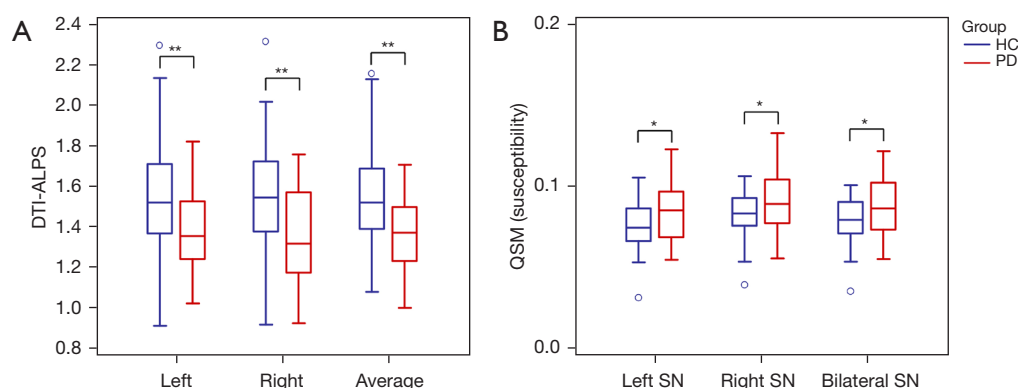 A
DTI-ALPS
2.4
2.2
2.0
1.8
1.6
1.4
1.2
1.0
0.8
**
**
**
Left Right Average
B
QSM (susceptibility)
0.2
0.1
0.0
*
*
*
Left SN Right SN Bilateral SN
Group
HC
PD